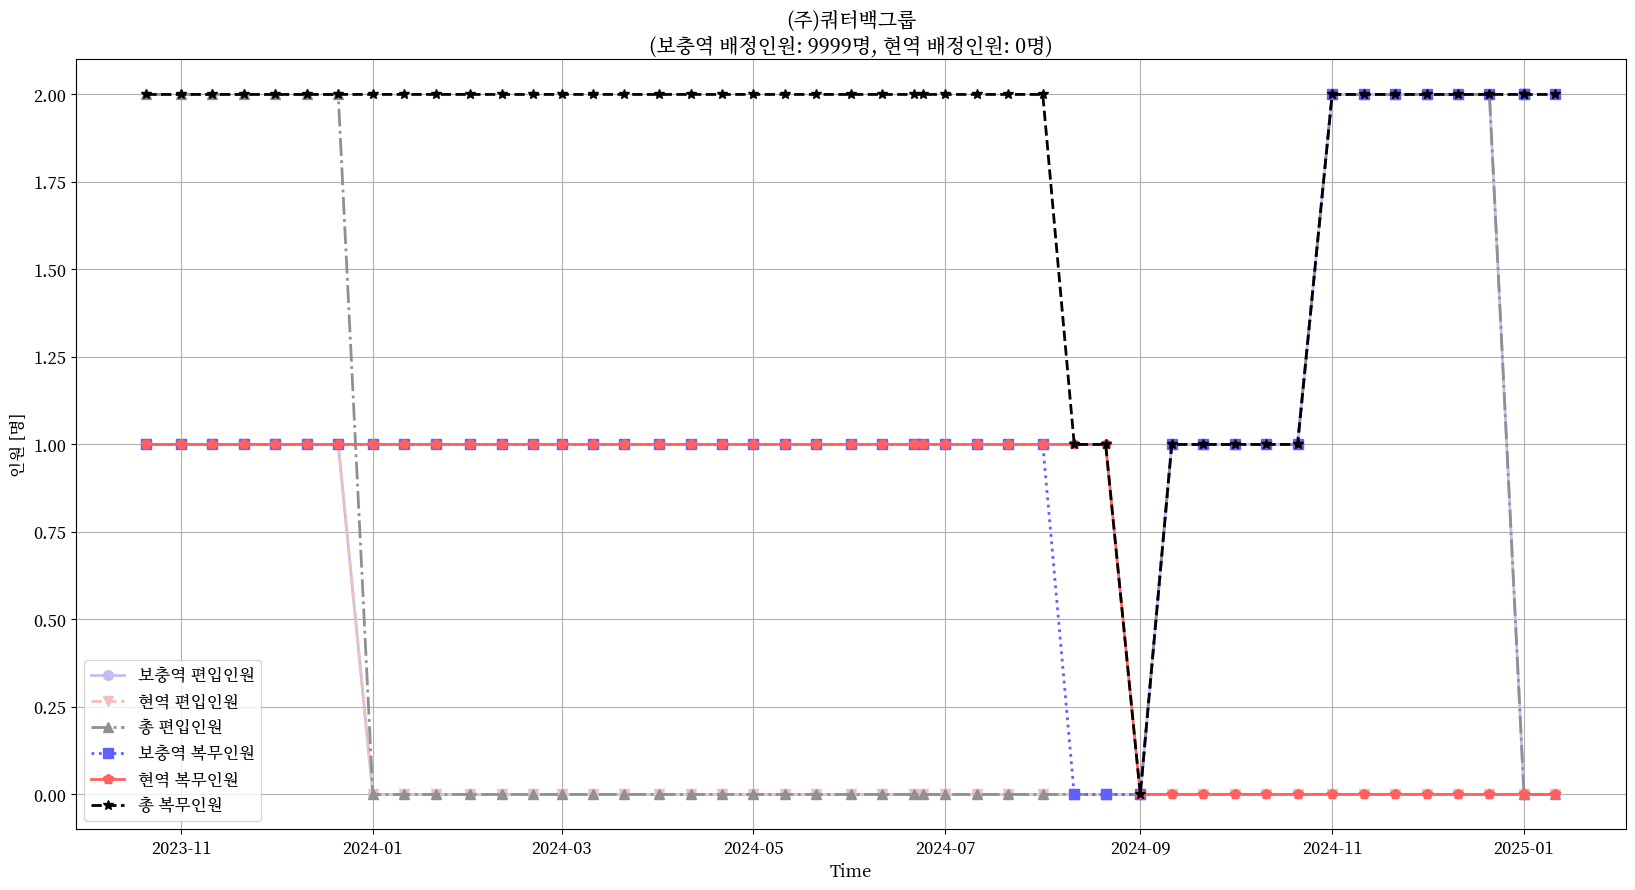 (주)쿼터백그룹
(보충역 배정인원: 9999명, 현역 배정인원: 0명)
인원 [명]
2.00
1.75
1.50
1.25
1.00
0.75
0.50
0.25
0.00
보충역 편입인원
현역 편입인원
총 편입인원
보충역 복무인원
현역 복무인원
총 복무인원
2023-11
2024-01
2024-03
2024-05
2024-07
2024-09
2024-11
2025-01
Time